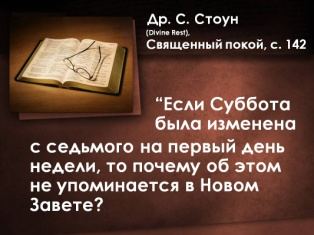 Др. С. Стоун
(Divine Rest),
Священный покой, с. 142
“Если Суббота
была изменена
с седьмого на первый день
недели, то почему об этом
не упоминается в Новом
Завете?